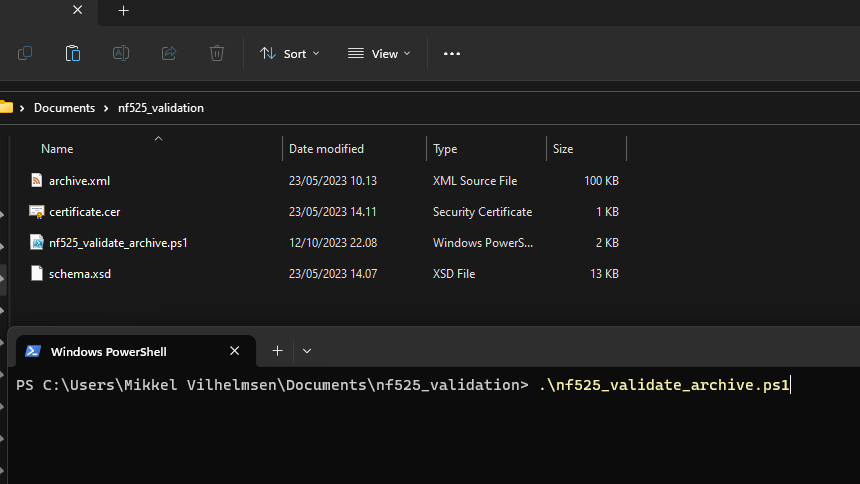 Sort View
Documents nf525_validation
Name Date modified Type Size
archive.xml 23/05/2023 10.13 XML Source File 100 KB
certificate.cer 23/05/2023 14.11 Security Certificate 1 KB
nf525_validate_archive.ps1 12/10/2023 22.08 Windows PowerS... 2 KB
schema.xsd 23/05/2023 14.07 XSD File 13 KB
Windows PowerShell
PS C:\Users\Mikkel Vilhelmsen\Documents\nf525_validation> .\nf525_validate_archive.ps1